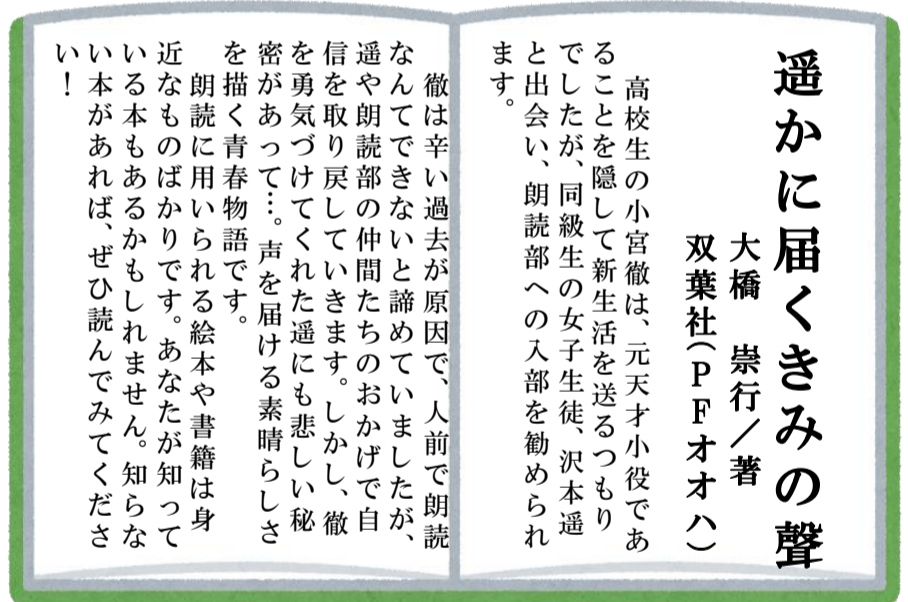 遥かに届くきみの聲
大橋　崇行／著
双葉社（ＰＦオオハ）
　高校生の小宮徹は、元天才小役であ
ることを隠して新生活を送るつもり
でしたが、同級生の女子生徒、沢本遥
と出会い、朗読部への入部を勧められ
ます。
　徹は辛い過去が原因で、人前で朗読
なんてできないと諦めていましたが、
遥や朗読部の仲間たちのおかげで自
信を取り戻していきます。しかし、徹
を勇気づけてくれた遥にも悲しい秘
密があって…。声を届ける素晴らしさ
を描く青春物語です。
　朗読に用いられる絵本や書籍は身
近なものばかりです。あなたが知って
いる本もあるかもしれません。知らな
い本があれば、ぜひ読んでみてくださ
い！